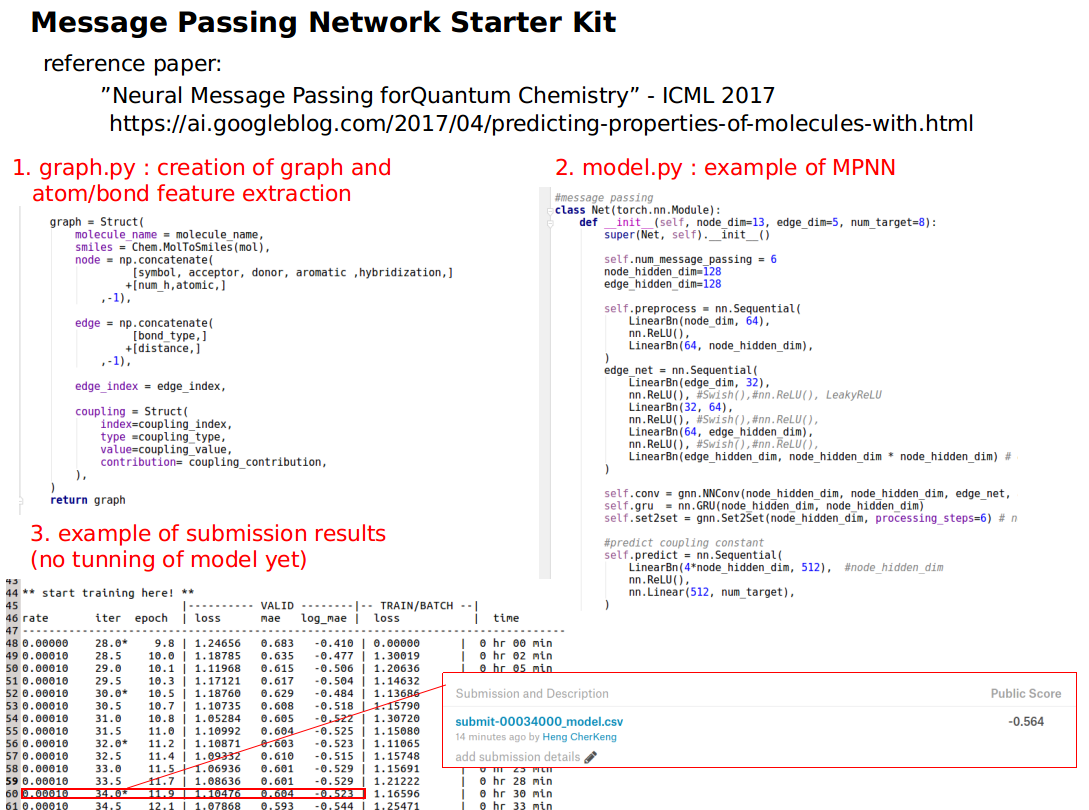 Message Passing Network Starter Kit
reference paper:
”Neural Message Passing forQuantum Chemistry” - ICML 2017
https://ai.googleblog.com/2017/04/predicting-properties-of-molecules-with.html
1. graph.py : creation of graph and
atom/bond feature extraction
graph = Struct(
molecule_name = molecule_name,
smiles = Chem.MolToSmiles(mol),
node = np.concatenate(
[symbol, acceptor, donor, aromatic ,hybridization,]
+[num_h,atomic,]
,-1),
edge = np.concatenate(
[bond_type,]
+[distance,]
,-1),
edge_index = edge_index,
coupling = Struct(
index=coupling_index,
type =coupling_type,
value=coupling_value,
contribution= coupling_contribution,
),
)
return graph
2. model.py : example of MPNN
#message passing
class Net(torch.nn.Module):
def __init__(self, node_dim=13, edge_dim=5, num_target=8):
super(Net, self).__init__()
self.num_message_passing = 6
node_hidden_dim=128
edge_hidden_dim=128
self.preprocess = nn.Sequential(
LinearBn(node_dim, 64),
nn.ReLU(),
LinearBn(64, node_hidden_dim),
)
edge_net = nn.Sequential(
LinearBn(edge_dim, 32),
nn.ReLU(), #Swish(),#nn.ReLU(), LeakyReLU
LinearBn(32, 64),
nn.ReLU(), #Swish(),#nn.ReLU(),
LinearBn(64, edge_hidden_dim),
nn.ReLU(), #Swish(),#nn.ReLU(),
LinearBn(edge_hidden_dim, node_hidden_dim * node_hidden_dim) #
)
self.conv = gnn.NNConv(node_hidden_dim, node_hidden_dim, edge_net,
self.gru = nn.GRU(node_hidden_dim, node_hidden_dim)
self.set2set = gnn.Set2Set(node_hidden_dim, processing_steps=6) # n
#predict coupling constant
self.predict = nn.Sequential(
LinearBn(4*node_hidden_dim, 512), #node_hidden_dim
nn.ReLU(),
nn.Linear(512, num_target),
)
3. example of submission results
(no tunning of model yet)
43
44 ** start training here! **
45 |---------- VALID --------|-- TRAIN/BATCH --|
46 rate iter epoch | loss mae log_mae | loss | time
47 -------------------------------------------------------------------------------------
48 0.00000 28.0* 9.8 | 1.24656 0.683 -0.410 | 0.00000 | 0 hr 00 min
49 0.00010 28.5 10.0 | 1.18785 0.635 -0.477 | 1.30019 | 0 hr 02 min
50 0.00010 29.0 10.1 | 1.11968 0.615 -0.506 | 1.20636 | 0 hr 05 min
51 0.00010 29.5 10.3 | 1.17121 0.617 -0.504 | 1.14632
52 0.00010 30.0* 10.5 | 1.18760 0.629 -0.484 | 1.13686
53 0.00010 30.5 10.7 | 1.10735 0.608 -0.518 | 1.15790
54 0.00010 31.0 10.8 | 1.05284 0.605 -0.522 | 1.30720
55 0.00010 31.5 11.0 | 1.10992 0.604 -0.525 | 1.15080
56 0.00010 32.0* 11.2 | 1.10871 0.603 -0.523 | 1.11065
57 0.00010 32.5 11.4 | 1.09332 0.610 -0.515 | 1.15748
58 0.00010 33.0 11.5 | 1.06936 0.601 -0.529 | 1.15691 | 0 hr 25 min
59 0.00010 33.5 11.7 | 1.08636 0.601 -0.529 | 1.21222 | 0 hr 28 min
60 0.00010 34.0* 11.9 | 1.10476 0.604 -0.523 | 1.16596 | 0 hr 30 min
61 0.00010 34.5 12.1 | 1.07868 0.593 -0.544 | 1.25471 | 0 hr 33 min
Submission and Description Public Score
submit-00034000_model.csv -0.564
14 minutes ago by Heng CherKeng
add submission details